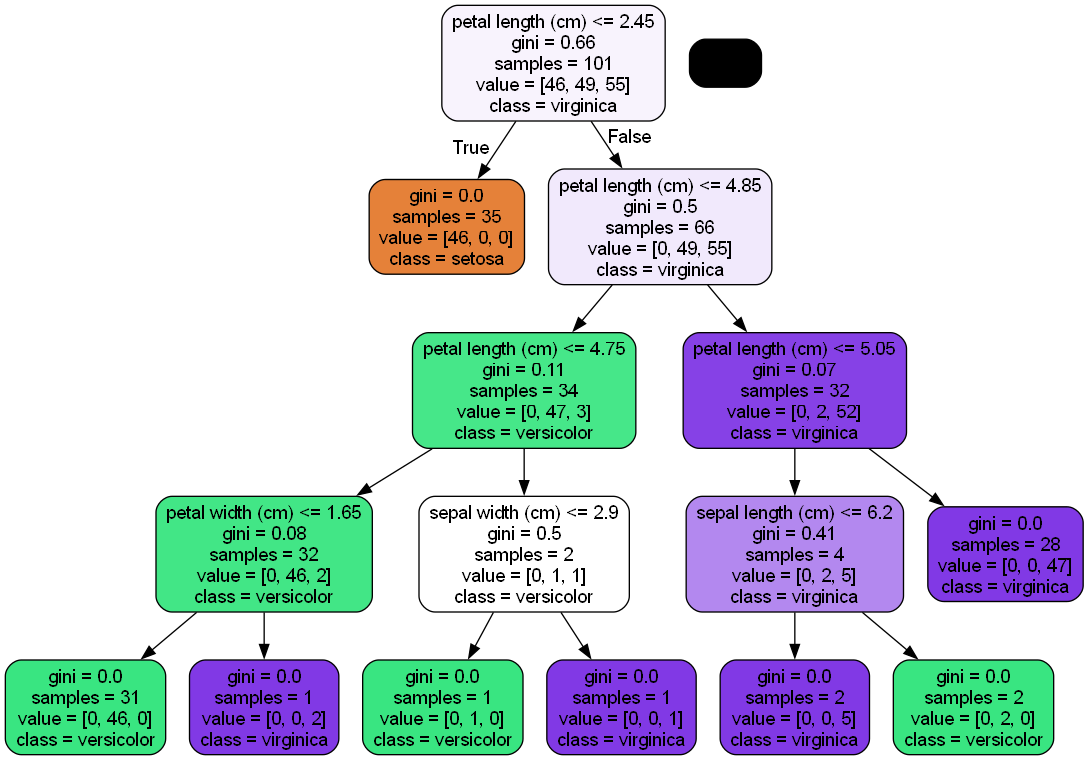 petal length (cm) <= 2.45
gini = 0.66
samples = 101
value = [46, 49, 55]
class = virginica
True
False
gini = 0.0
samples = 35
value = [46, 0, 0]
class = setosa
petal length (cm) <= 4.85
gini = 0.5
samples = 66
value = [0, 49, 55]
class = virginica
petal length (cm) <= 4.75
gini = 0.11
samples = 34
value = [0, 47, 3]
class = versicolor
petal length (cm) <= 5.05
gini = 0.07
samples = 32
value = [0, 2, 52]
class = virginica
petal width (cm) <= 1.65
gini = 0.08
samples = 32
value = [0, 46, 2]
class = versicolor
sepal width (cm) <= 2.9
gini = 0.5
samples = 2
value = [0, 1, 1]
class = versicolor
sepal length (cm) <= 6.2
gini = 0.41
samples = 4
value = [0, 2, 5]
class = virginica
gini = 0.0
samples = 28
value = [0, 0, 47]
class = virginica
gini = 0.0
samples = 31
value = [0, 46, 0]
class = versicolor
gini = 0.0
samples = 1
value = [0, 0, 2]
class = virginica
gini = 0.0
samples = 1
value = [0, 1, 0]
class = versicolor
gini = 0.0
samples = 1
value = [0, 0, 1]
class = virginica
gini = 0.0
samples = 2
value = [0, 0, 5]
class = virginica
gini = 0.0
samples = 2
value = [0, 2, 0]
class = versicolor